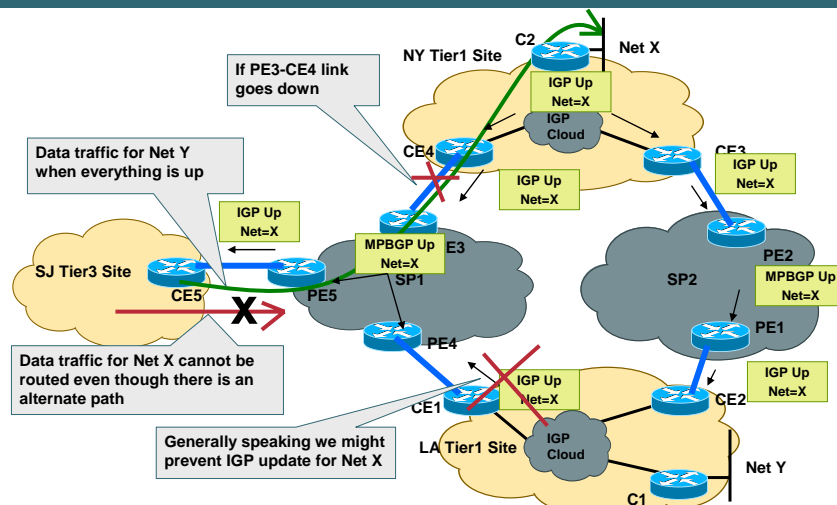 C2
Net X
NY Tier1 Site
If PE3-CE4 link
goes down
IGP Up
Net=X
IGP
Cloud
CE4
CE3
Data traffic for Net Y
when everything is up
IGP Up
Net=X
IGP Up
Net=X
IGP Up
Net=X
E3
MPBGP Up
Net=X
SP1
PE2
SP2
SJ Tier3 Site
CE5
PE5
MPBGP Up
Net=X
PE1
X
PE4
Data traffic for Net X cannot be
routed even though there is an
alternate path
IGP Up
Net=X
IGP Up
Net=X
CE1
CE2
Generally speaking we might
prevent IGP update for Net X
LA Tier1 Site
IGP
Cloud
Net Y
C1